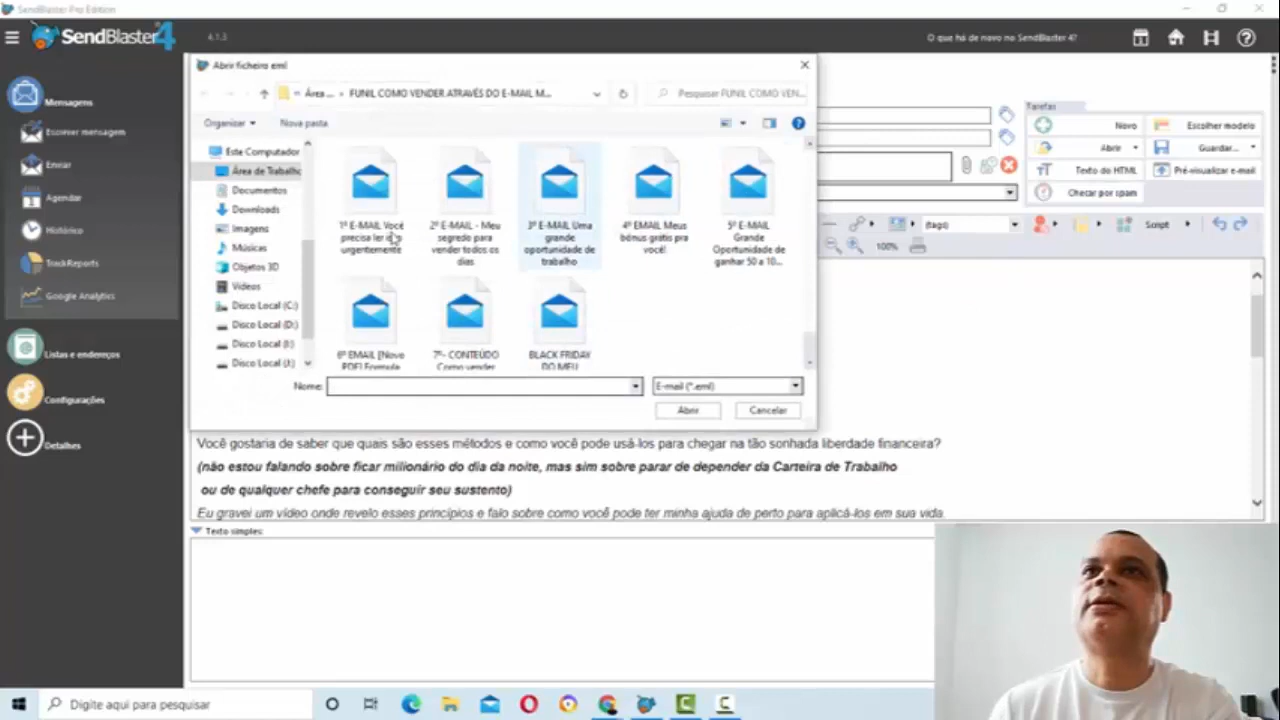 SendBlaster Pro Edition
SendBlaster 4
4.1.3
O que há de novo no SendBlaster 4?
Mensagens
Escrever mensagem
Enviar
Agendar
Histórico
TrackReports
Google Analytics
Listas e endereços
Configurações
Detalhes
Abrir ficheiro eml
« Área ... › FUNIL COMO VENDER ATRAVÉS DO E-MAIL M...
Pesquisar FUNIL COMO VEN...
Organizar
Nova pasta
Este Computador
Área de Trabalho
Documentos
Downloads
Imagens
Músicas
Objetos 3D
Vídeos
Disco Local (C:)
Disco Local (D:)
Disco Local (I:)
Disco Local (J:)
1º E-MAIL Você
precisa ler isso
urgentemente
2º E-MAIL - Meu
segredo para
vender todos os
dias
3º E-MAIL Uma
grande
oportunidade de
trabalho
4º EMAIL Meus
bônus grátis pra
você!
5º E-MAIL
Grande
Oportunidade de
ganhar 50 a 10...
6º EMAIL [Novo
PDF] Formula
7º- CONTEÚDO
Como vender
BLACK FRIDAY
DO MEU
Nome:
E-mail (*.eml)
Abrir
Cancelar
Tarefas
Novo
Escolher modelo
Abrir
Guardar...
Texto do HTML
Pré-visualizar e-mail
Checar por spam
(tags)
Script
100%
Você gostaria de saber que quais são esses métodos e como você pode usá-los para chegar na tão sonhada liberdade financeira?
(não estou falando sobre ficar milionário do dia da noite, mas sim sobre parar de depender da Carteira de Trabalho
ou de qualquer chefe para conseguir seu sustento)
Eu gravei um vídeo onde revelo esses princípios e falo sobre como você pode ter minha ajuda de perto para aplicá-los em sua vida.
Texto simples:
Digite aqui para pesquisar